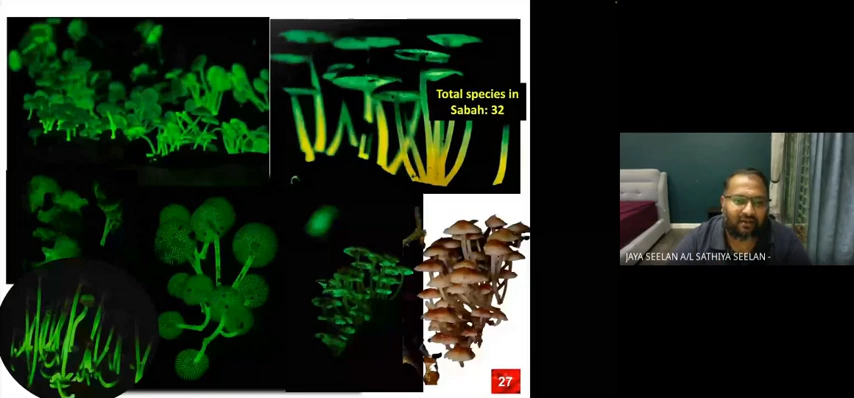 Total species in
Sabah: 32
JAYA SEELAN A/L SATHIYA SEELAN -
27